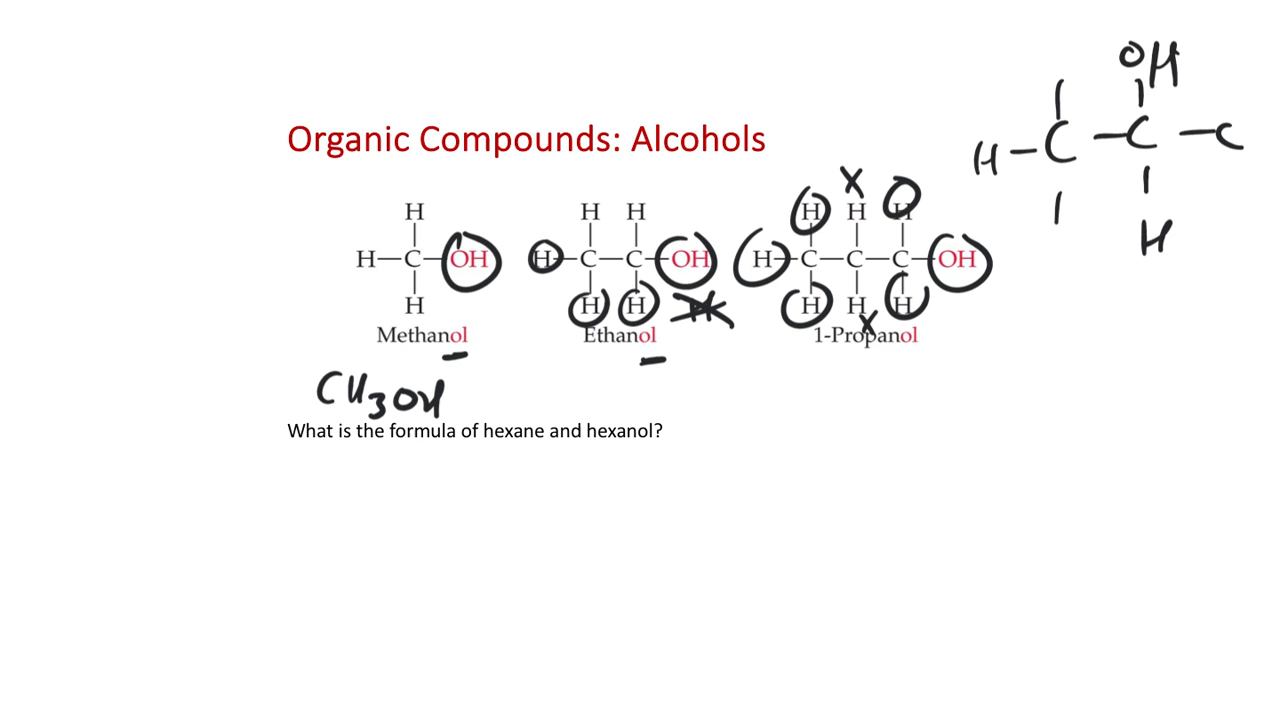 OH
Organic Compounds: Alcohols
H-C-C-C
H
X
H H H H H H
H-C-OH H-C-C-OH H-C-C-C-OH
H H H H H H
X
Methanol Ethanol 1-Propanol
CH3OH
What is the formula of hexane and hexanol?